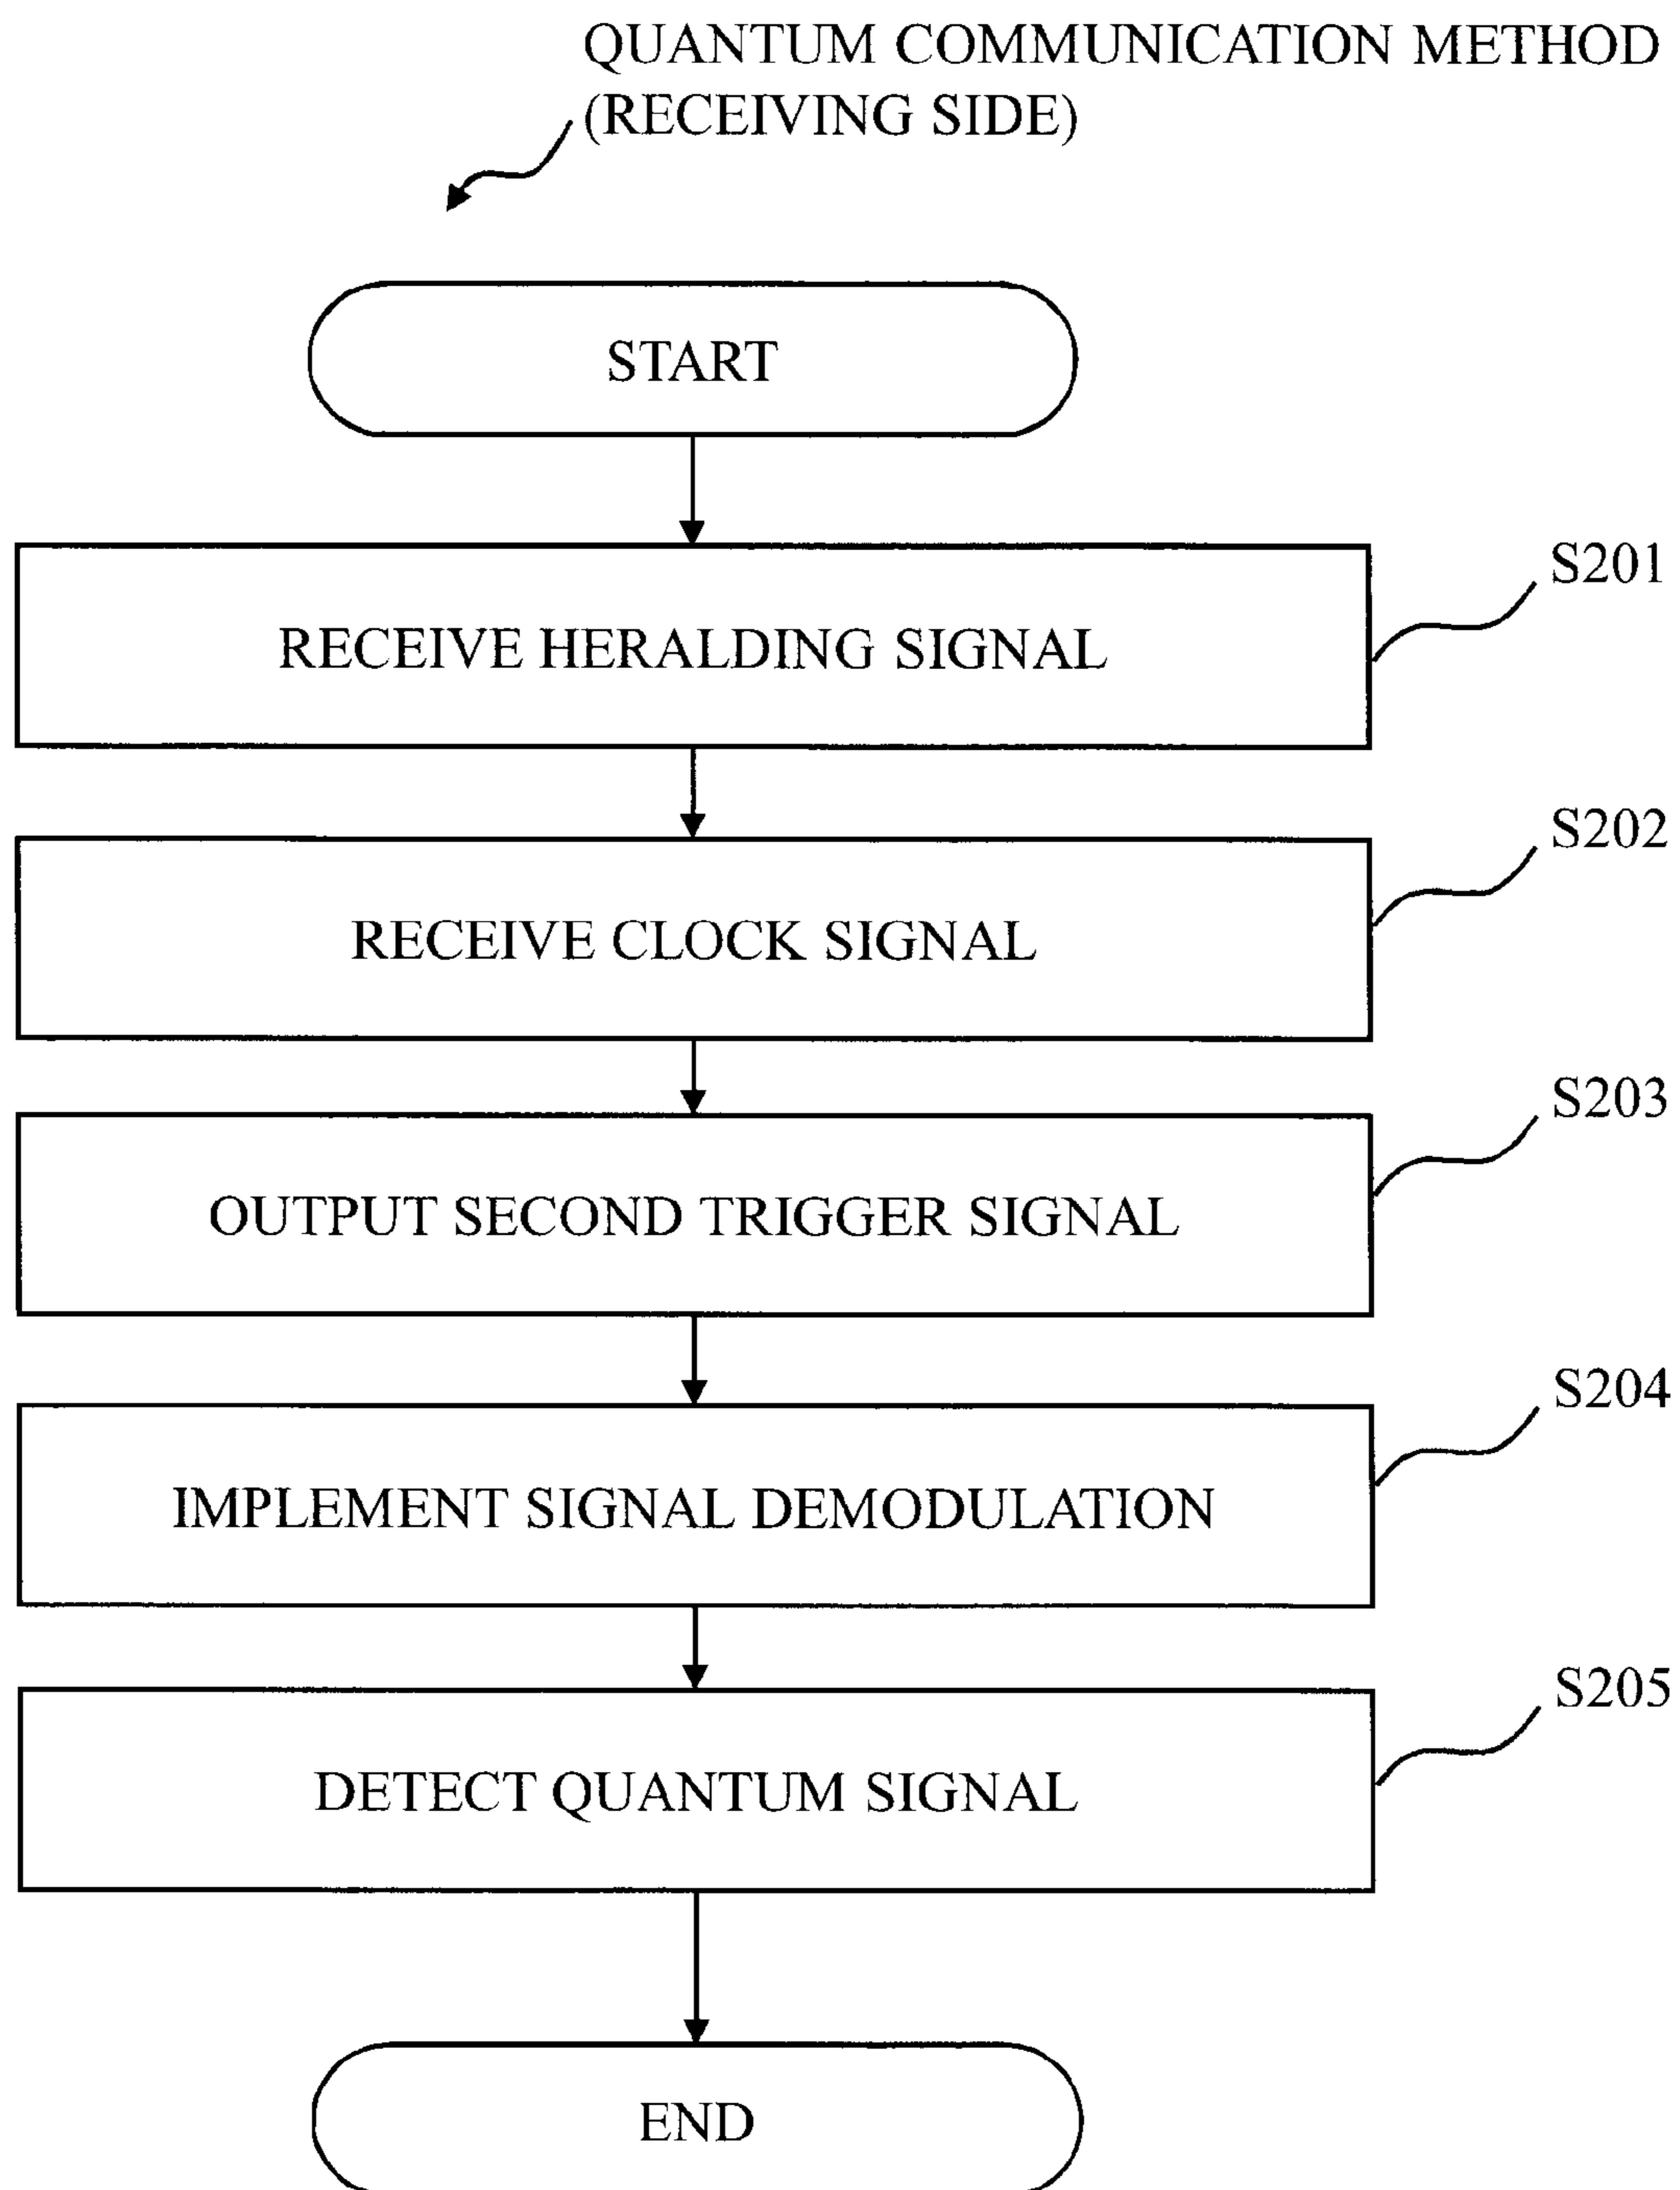 QUANTUM COMMUNICATION METHOD
(RECEIVING SIDE)
START
S201
RECEIVE HERALDING SIGNAL
S202
RECEIVE CLOCK SIGNAL
S203
OUTPUT SECOND TRIGGER SIGNAL
S204
IMPLEMENT SIGNAL DEMODULATION
S205
DETECT QUANTUM SIGNAL
END